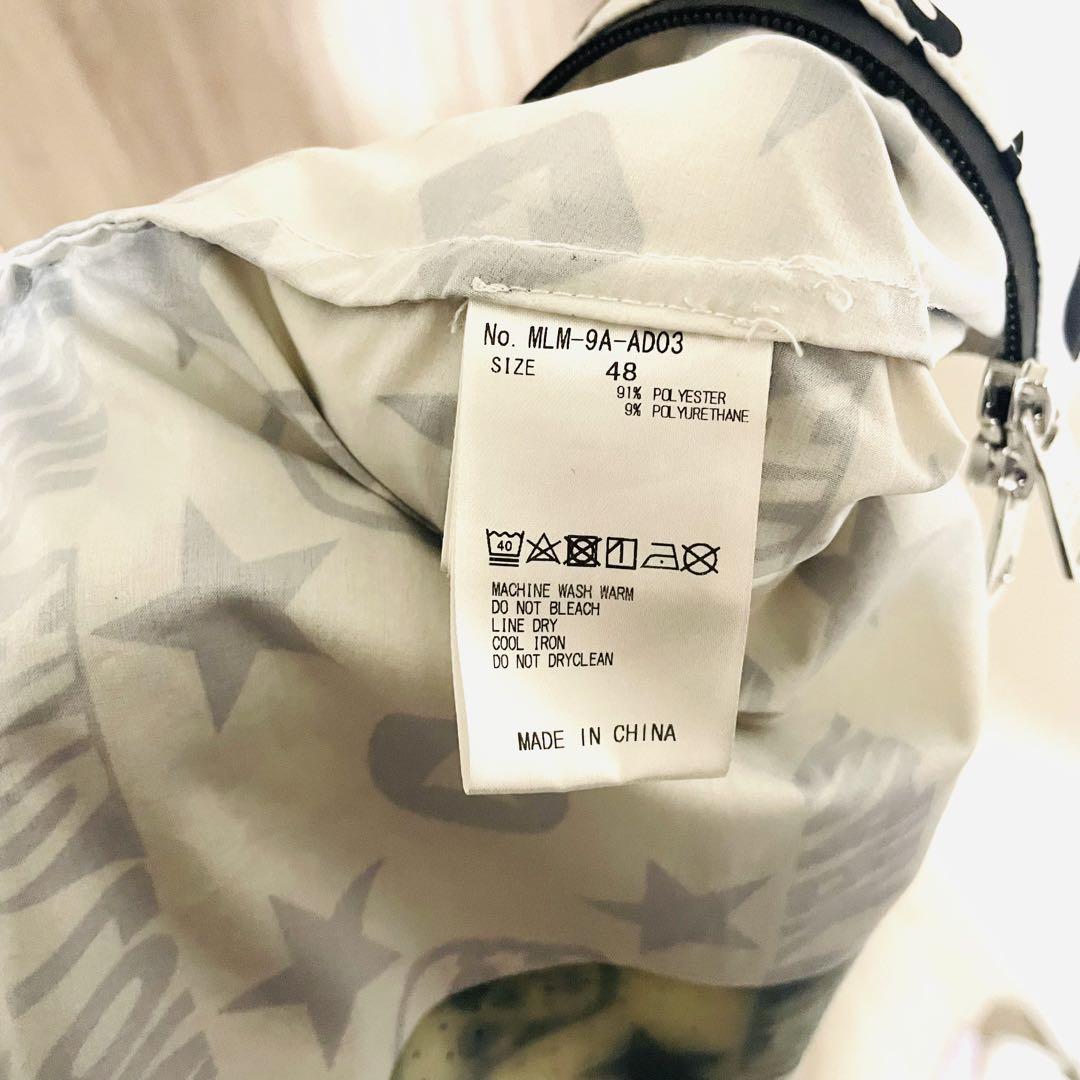 No. MLM-9A-AD03
SIZE 48
91% POLYESTER
9% POLYURETHANE
40
MACHINE WASH WARM
DO NOT BLEACH
LINE DRY
COOL IRON
DO NOT DRYCLEAN
MADE IN CHINA